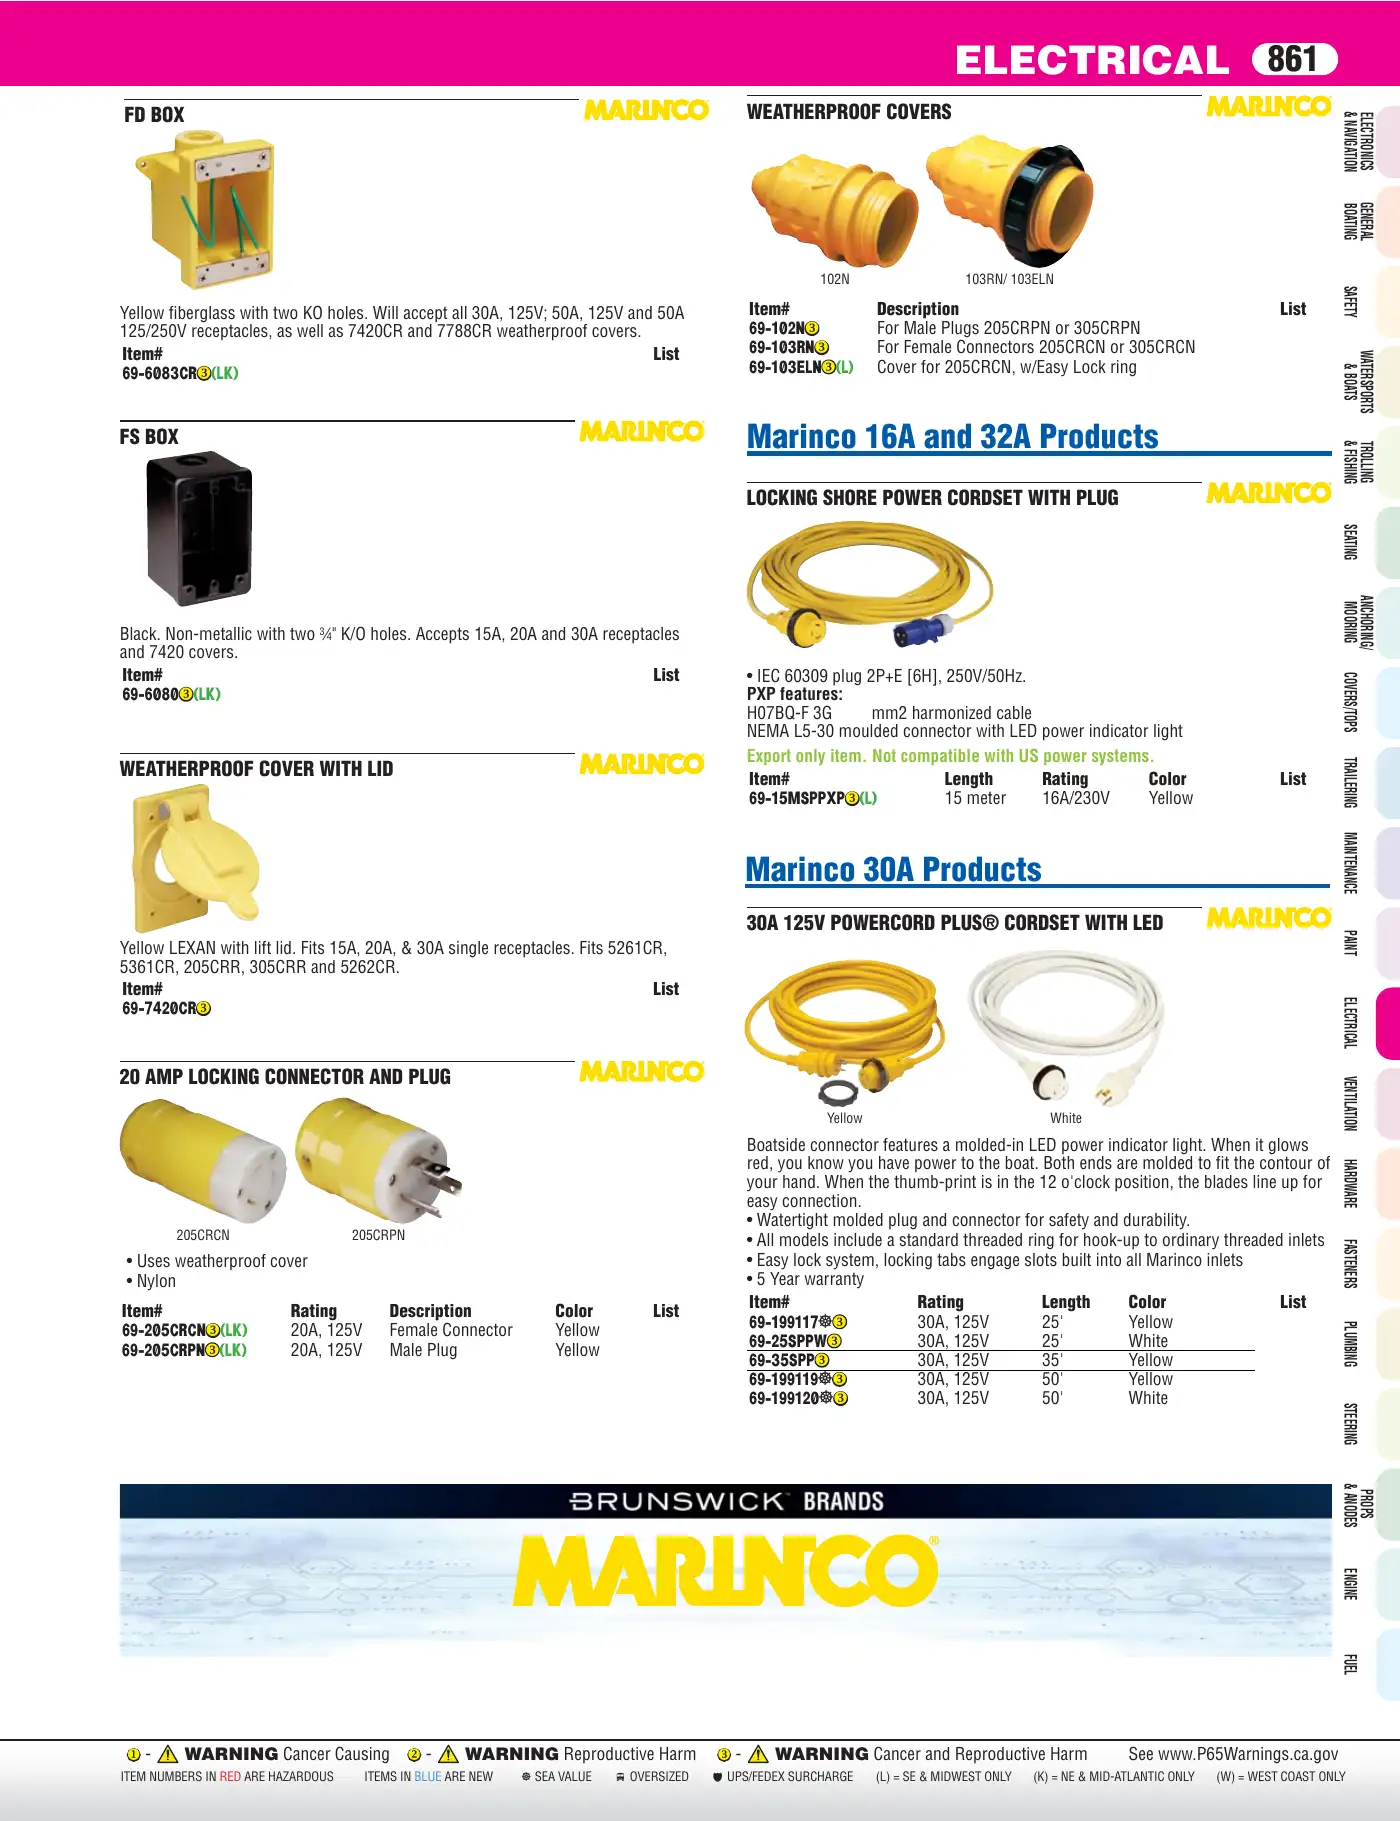 ELECTRICAL 861
FD BOX
MARINCO
Yellow fiberglass with two KO holes. Will accept all 30A, 125V; 50A, 125V and 50A
125/250V receptacles, as well as 7420CR and 7788CR weatherproof covers.
Item# List
69-6083CR③(LK)
FS BOX
MARINCO
Black. Non-metallic with two ¾" K/O holes. Accepts 15A, 20A and 30A receptacles
and 7420 covers.
Item# List
69-6080③(LK)
WEATHERPROOF COVER WITH LID
MARINCO
Yellow LEXAN with lift lid. Fits 15A, 20A, & 30A single receptacles. Fits 5261CR,
5361CR, 205CRR, 305CRR and 5262CR.
Item# List
69-7420CR③
20 AMP LOCKING CONNECTOR AND PLUG
MARINCO
205CRCN 205CRPN
• Uses weatherproof cover
• Nylon
Item# Rating Description Color List
69-205CRCN③(LK) 20A, 125V Female Connector Yellow
69-205CRPN③(LK) 20A, 125V Male Plug Yellow
WEATHERPROOF COVERS
MARINCO
102N 103RN/ 103ELN
Item# Description List
69-102N③ For Male Plugs 205CRPN or 305CRPN
69-103RN③ For Female Connectors 205CRCN or 305CRCN
69-103ELN③(L) Cover for 205CRCN, w/Easy Lock ring
Marinco 16A and 32A Products
LOCKING SHORE POWER CORDSET WITH PLUG
MARINCO
• IEC 60309 plug 2P+E [6H], 250V/50Hz.
PXP features:
H07BQ-F 3G mm2 harmonized cable
NEMA L5-30 moulded connector with LED power indicator light
Export only item. Not compatible with US power systems.
Item# Length Rating Color List
69-15MSPPXP③(L) 15 meter 16A/230V Yellow
Marinco 30A Products
30A 125V POWERCORD PLUS® CORDSET WITH LED
MARINCO
Yellow White
Boatside connector features a molded-in LED power indicator light. When it glows
red, you know you have power to the boat. Both ends are molded to fit the contour of
your hand. When the thumb-print is in the 12 o'clock position, the blades line up for
easy connection.
• Watertight molded plug and connector for safety and durability.
• All models include a standard threaded ring for hook-up to ordinary threaded inlets
• Easy lock system, locking tabs engage slots built into all Marinco inlets
• 5 Year warranty
Item# Rating Length Color List
69-199117☸③ 30A, 125V 25' Yellow
69-25SPPW③ 30A, 125V 25' White
69-35SPP③ 30A, 125V 35' Yellow
69-199119☸③ 30A, 125V 50' Yellow
69-199120☸③ 30A, 125V 50' White
ELECTRONICS
& NAVIGATION
GENERAL
BOATING
SAFETY
WATERSPORTS
& BOATS
TROLLING
& FISHING
SEATING
ANCHORING/
MOORING
COVERS/TOPS
TRAILERING
MAINTENANCE
PAINT
ELECTRICAL
VENTILATION
HARDWARE
FASTENERS
PLUMBING
STEERING
PROPS
& ANODES
ENGINE
FUEL
BRUNSWICK™ BRANDS
MARINCO®
① - ⚠ WARNING Cancer Causing ② - ⚠ WARNING Reproductive Harm ③ - ⚠ WARNING Cancer and Reproductive Harm See www.P65Warnings.ca.gov
ITEM NUMBERS IN RED ARE HAZARDOUS ITEMS IN BLUE ARE NEW ☸ SEA VALUE OVERSIZED UPS/FEDEX SURCHARGE (L) = SE & MIDWEST ONLY (K) = NE & MID-ATLANTIC ONLY (W) = WEST COAST ONLY